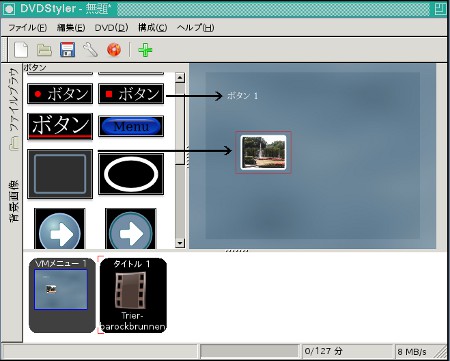 DVDStyler - 無題*
ファイル(F) 編集(E) DVD(D) 構成(C) ヘルプ(H)
ボタン
ファイルブラウ
背景画像
ボタン ボタン
ボタン Menu
ボタン 1
VMメニュー 1 タイトル 1
Trier-
barockbrunnen
0/127 分 8 MB/s